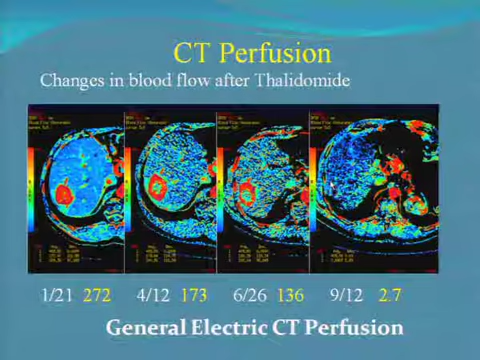 CT Perfusion
Changes in blood flow after Thalidomide
1/21 272 4/12 173 6/26 136 9/12 2.7
General Electric CT Perfusion